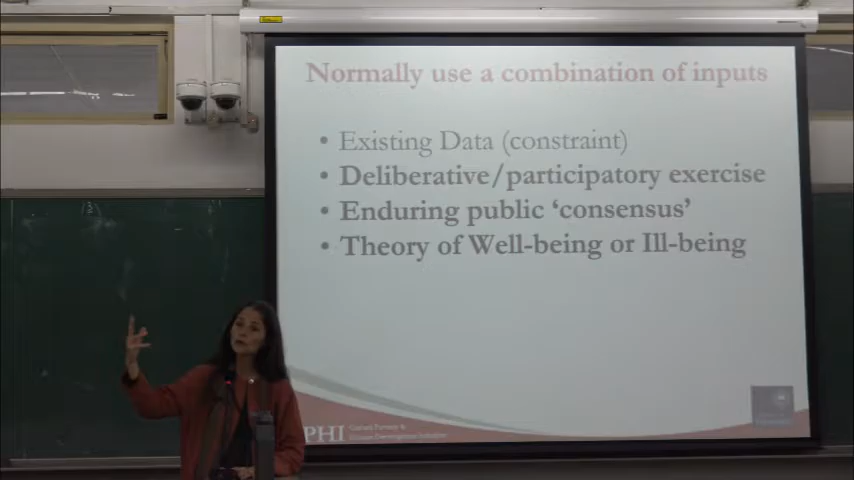 Normally use a combination of inputs
• Existing Data (constraint)
• Deliberative/participatory exercise
• Enduring public ‘consensus’
• Theory of Well-being or Ill-being
PHI